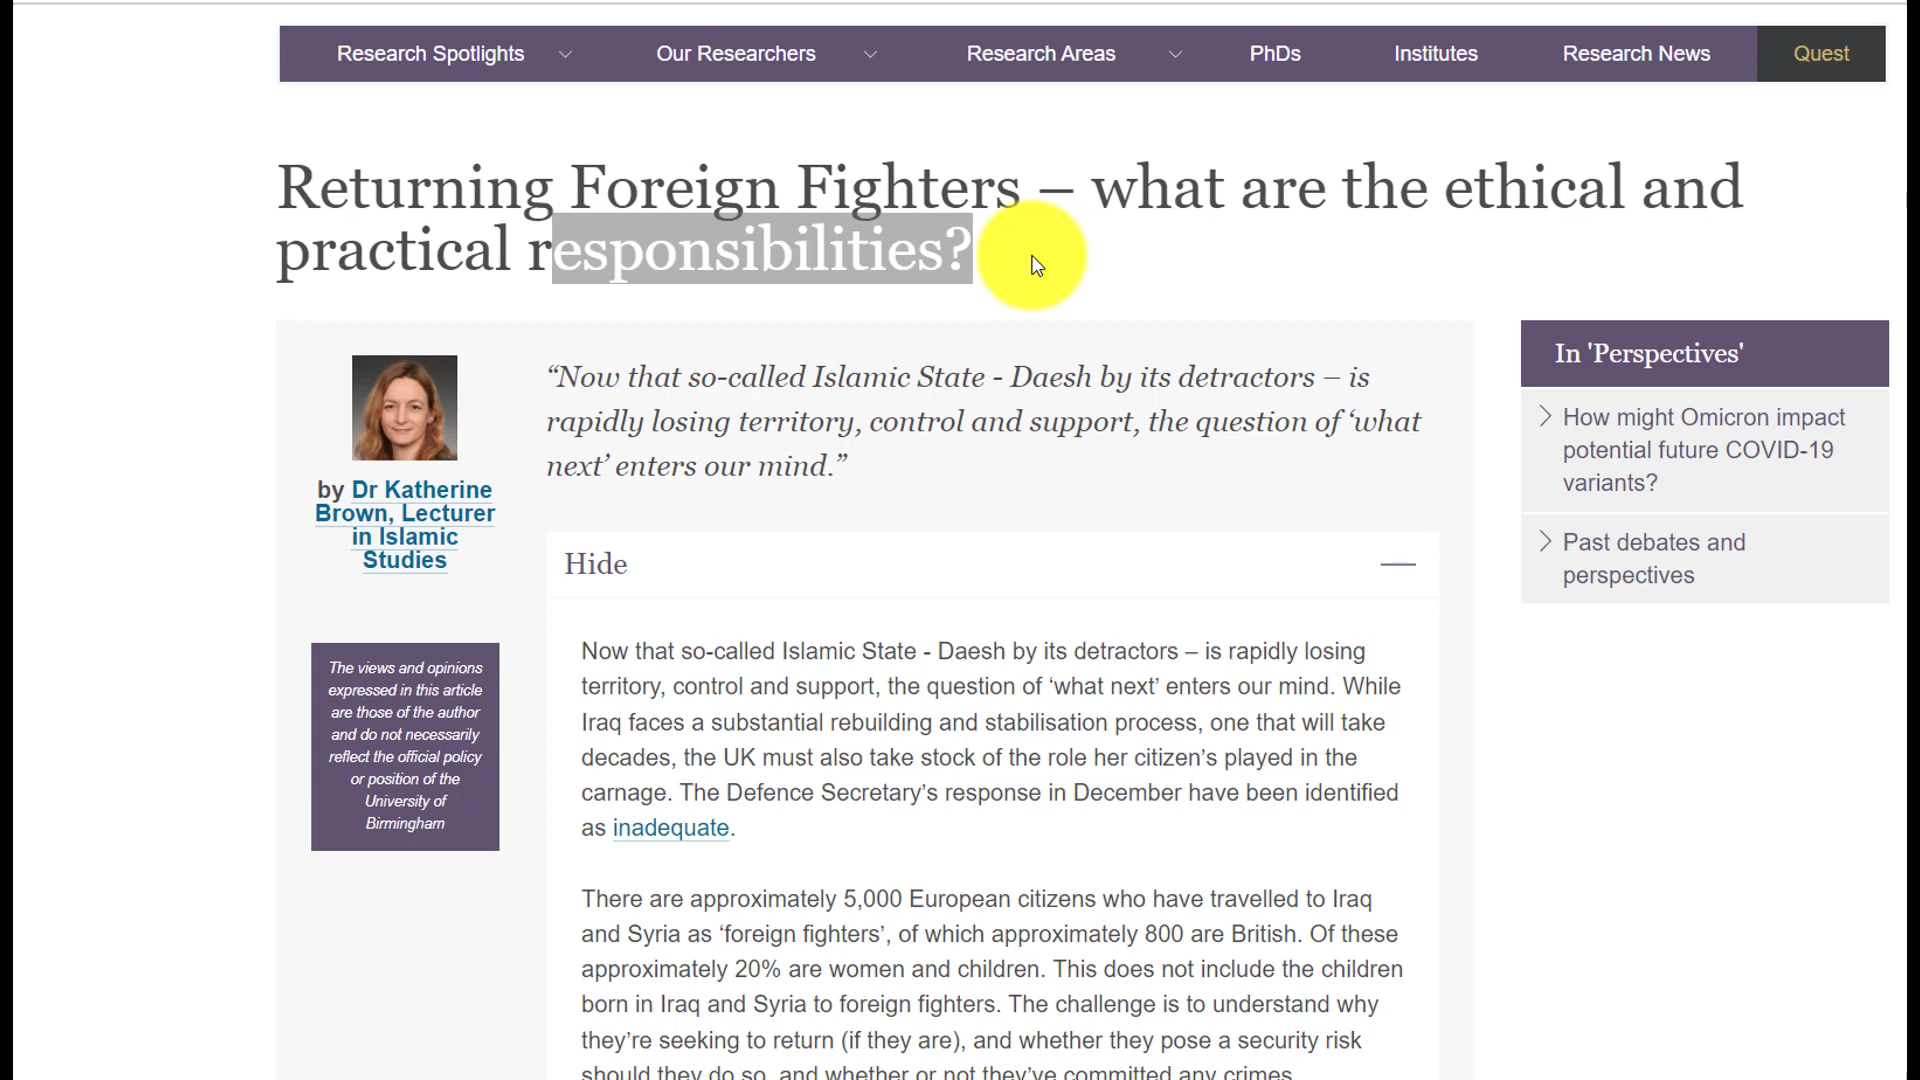 Research Spotlights Our Researchers Research Areas PhDs Institutes Research News Quest
Returning Foreign Fighters – what are the ethical and
practical responsibilities?
by Dr Katherine
Brown, Lecturer
in Islamic
Studies
The views and opinions
expressed in this article
are those of the author
and do not necessarily
reflect the official policy
or position of the
University of
Birmingham
“Now that so-called Islamic State - Daesh by its detractors – is
rapidly losing territory, control and support, the question of ‘what
next’ enters our mind.”
Hide
Now that so-called Islamic State - Daesh by its detractors – is rapidly losing
territory, control and support, the question of ‘what next’ enters our mind. While
Iraq faces a substantial rebuilding and stabilisation process, one that will take
decades, the UK must also take stock of the role her citizen’s played in the
carnage. The Defence Secretary’s response in December have been identified
as inadequate.
There are approximately 5,000 European citizens who have travelled to Iraq
and Syria as ‘foreign fighters’, of which approximately 800 are British. Of these
approximately 20% are women and children. This does not include the children
born in Iraq and Syria to foreign fighters. The challenge is to understand why
they’re seeking to return (if they are), and whether they pose a security risk
should they do so, and whether or not they’ve committed any crimes.
In 'Perspectives'
How might Omicron impact
potential future COVID-19
variants?
Past debates and
perspectives